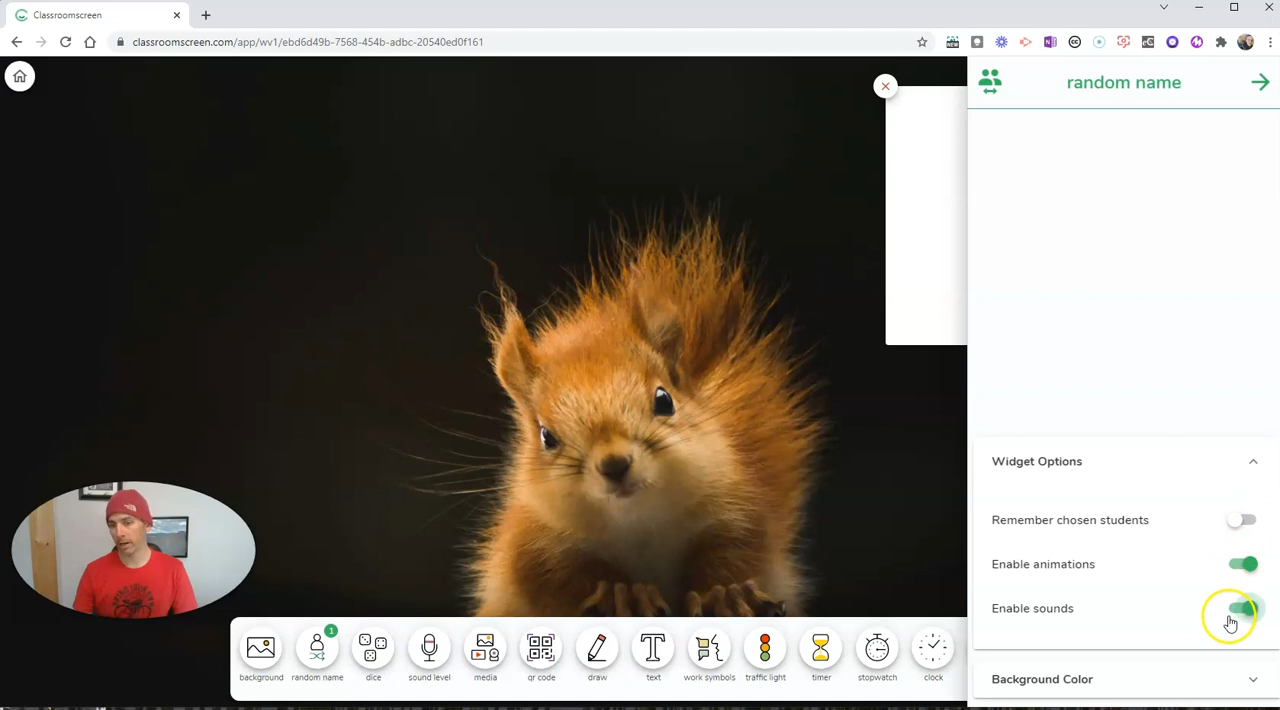 Classroomscreen
classroomscreen.com/app/wv1/ebd6d49b-7568-454b-adbc-20540ed0f161
random name
Widget Options
Remember chosen students
Enable animations
Enable sounds
Background Color
1
background
random name
dice
sound level
media
qr code
draw
text
work symbols
traffic light
timer
stopwatch
clock